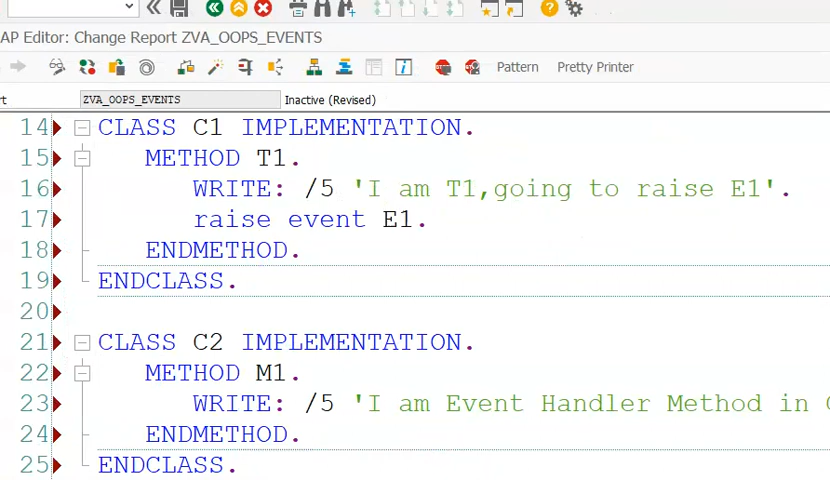 AP Editor: Change Report ZVA_OOPS_EVENTS
Pattern Pretty Printer
rt ZVA_OOPS_EVENTS Inactive (Revised)
14 CLASS C1 IMPLEMENTATION.
15 METHOD T1.
16 WRITE: /5 'I am T1,going to raise E1'.
17 raise event E1.
18 ENDMETHOD.
19 ENDCLASS.
20
21 CLASS C2 IMPLEMENTATION.
22 METHOD M1.
23 WRITE: /5 'I am Event Handler Method in
24 ENDMETHOD.
25 ENDCLASS.